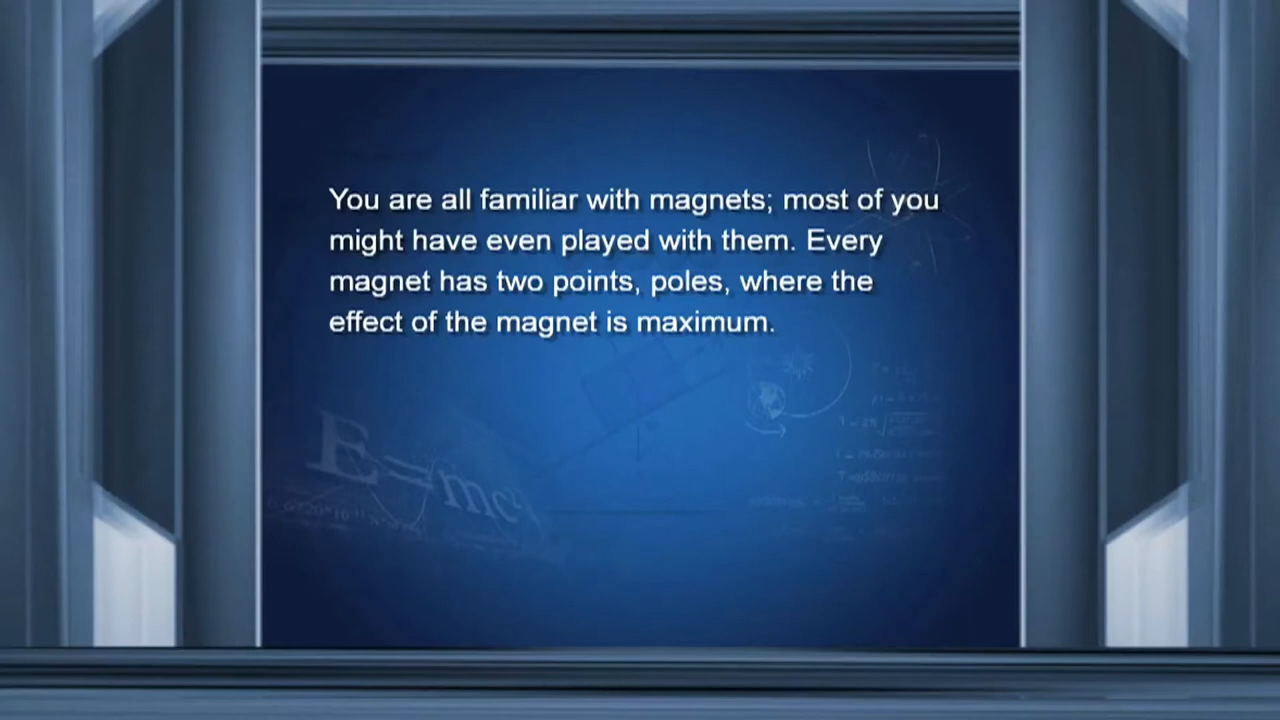 You are all familiar with magnets; most of you
might have even played with them. Every
magnet has two points, poles, where the
effect of the magnet is maximum.
E=mc²